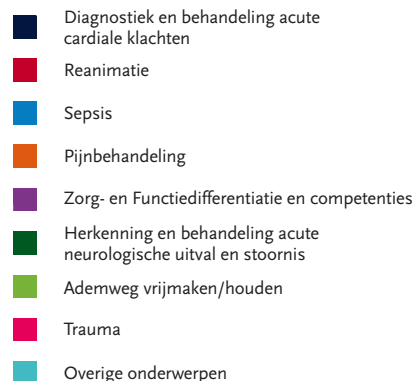 Diagnostiek en behandeling acute
cardiale klachten
Reanimatie
Sepsis
Pijnbehandeling
Zorg- en Functiedifferentiatie en competenties
Herkenning en behandeling acute
neurologische uitval en stoornis
Ademweg vrijmaken/houden
Trauma
Overige onderwerpen